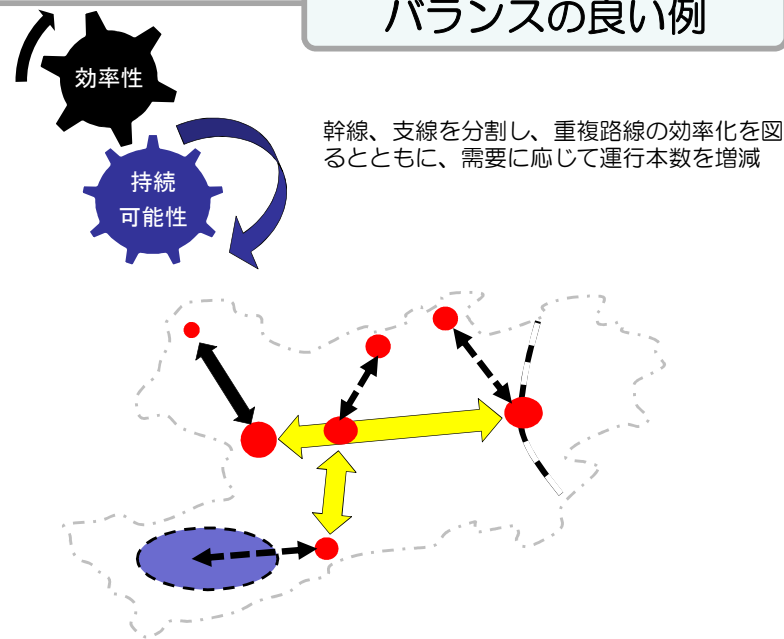 バランスの良い例
効率性
幹線、支線を分割し、重複路線の効率化を図
るとともに、需要に応じて運行本数を増減
持続
可能性